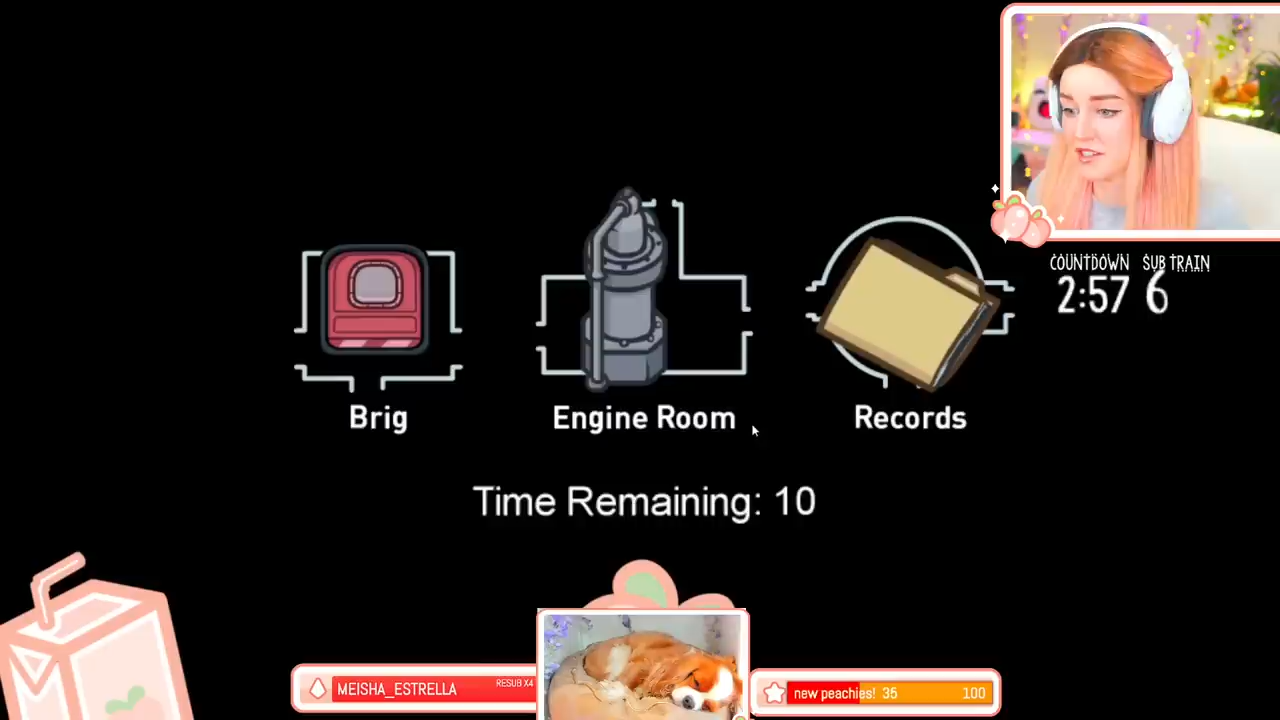 COUNTDOWN SUB TRAIN
2:57 6
Brig
Engine Room
Records
Time Remaining: 10
MEISHA_ESTRELLA RESUB X4
new peachies! 36 100